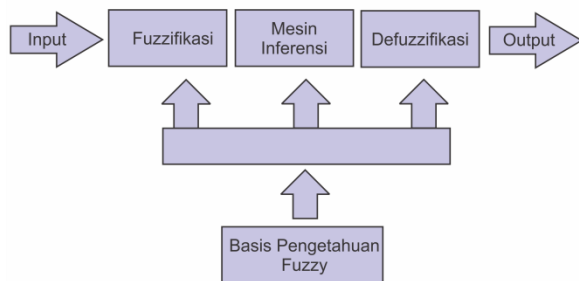 Input
Fuzzifikasi
Mesin
Inferensi
Defuzzifikasi
Output
Basis Pengetahuan
Fuzzy